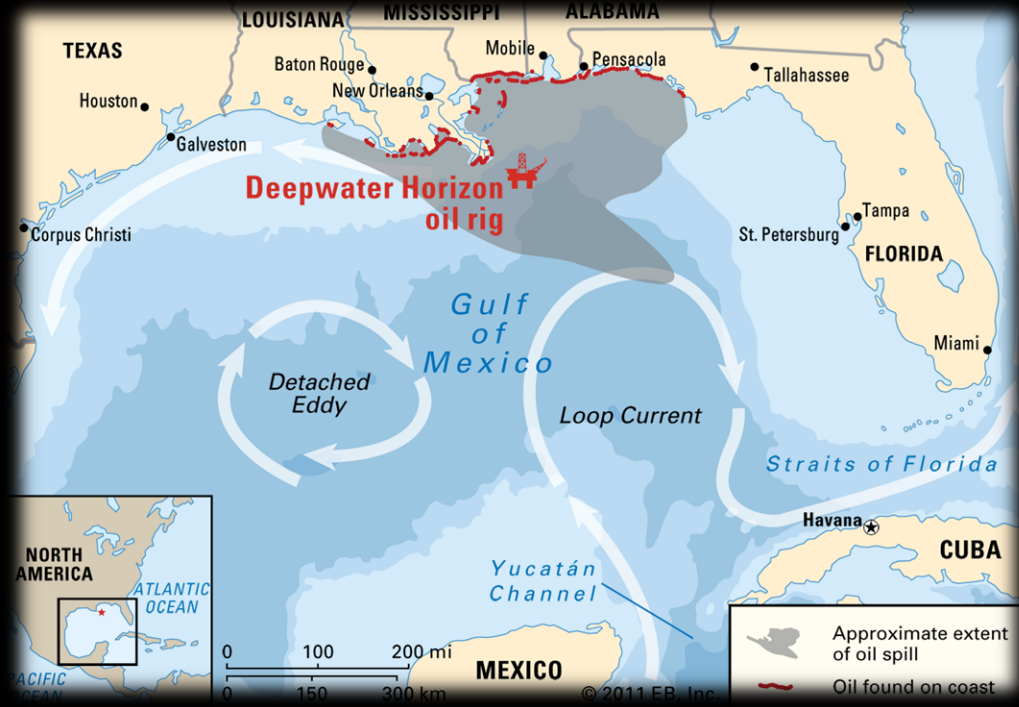 LOUISIANA
MISSISSIPPI
ALABAMA
TEXAS
Mobile
Pensacola
Baton Rouge
Tallahassee
New Orleans
Houston
Galveston
Deepwater Horizon
oil rig
Corpus Christi
Tampa
St. Petersburg
FLORIDA
Gulf
of
Mexico
Miami
Detached
Eddy
Loop Current
Straits of Florida
Havana
CUBA
NORTH
AMERICA
ATLANTIC
OCEAN
PACIFIC
OCEAN
Yucatán
Channel
0 100 200 mi
0 150 300 km
MEXICO
© 2011 EB, Inc.
Approximate extent
of oil spill
Oil found on coast